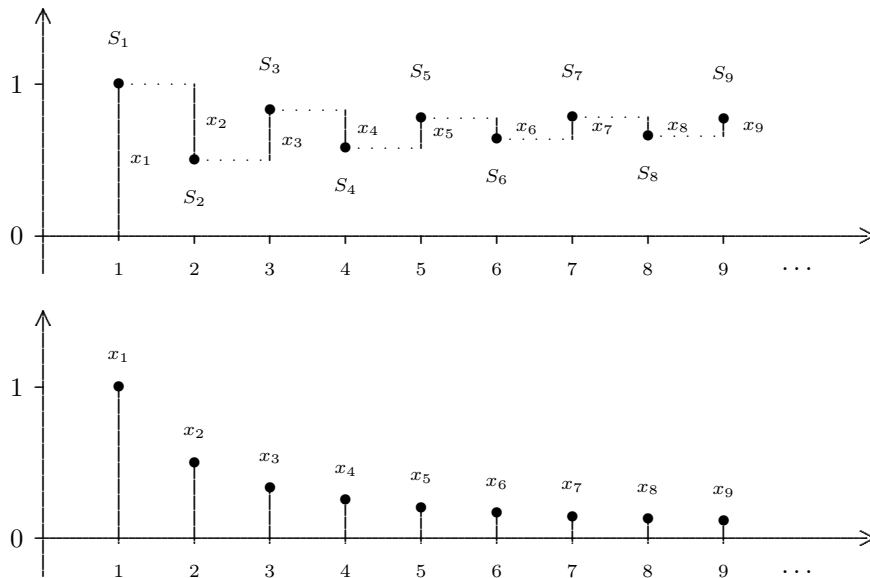 S₁
S₃ S₅ S₇ S₉
1
x₂ x₄ x₅ x₆ x₇ x₈ x₉
x₁ x₃
S₂ S₄ S₆ S₈
0
1 2 3 4 5 6 7 8 9 ...
x₁
1
x₂
x₃ x₄ x₅ x₆ x₇ x₈ x₉
0
1 2 3 4 5 6 7 8 9 ...